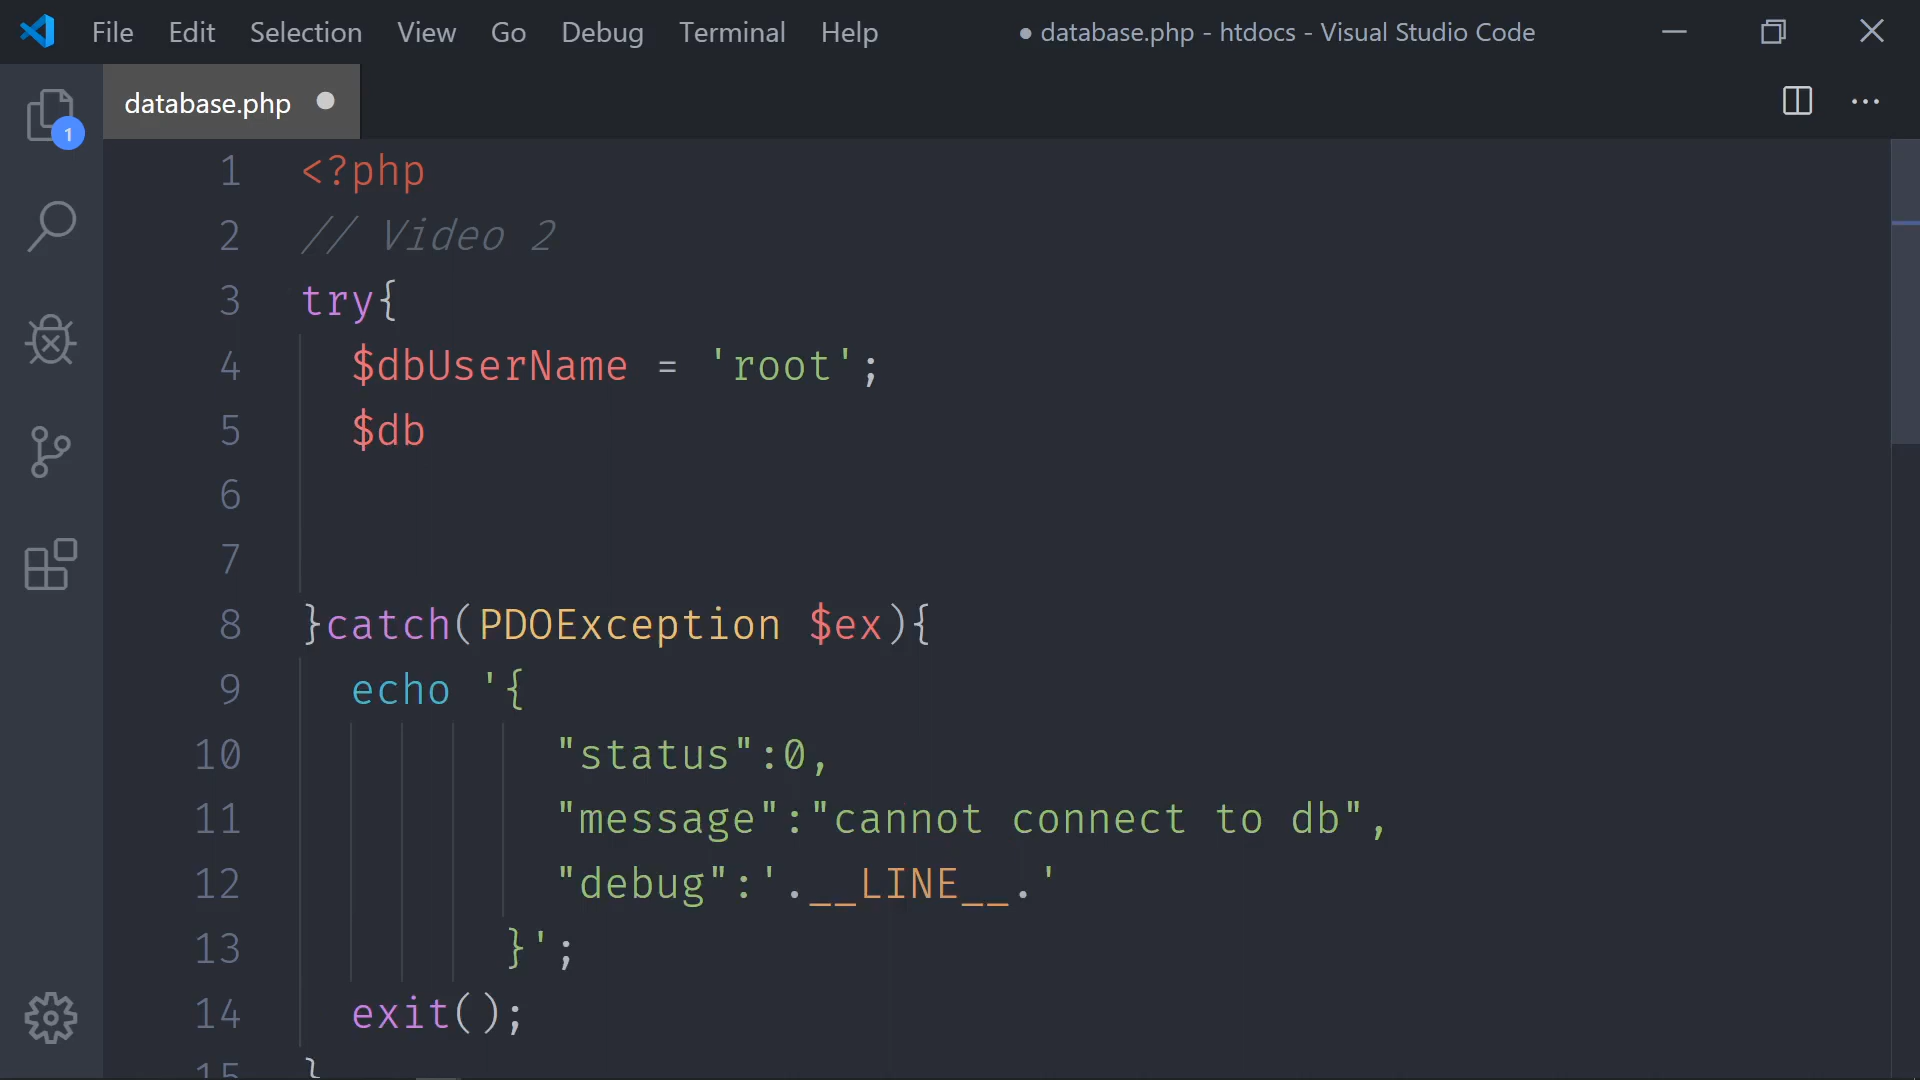 File Edit Selection View Go Debug Terminal Help ● database.php - htdocs - Visual Studio Code
database.php ●
1
1 <?php
2 // Video 2
3 try{
4 $dbUserName = 'root';
5 $db
6
7
8 }catch(PDOException $ex){
9 echo '{
10 "status":0,
11 "message":"cannot connect to db",
12 "debug":'.__LINE__.'
13 }';
14 exit();
15 }